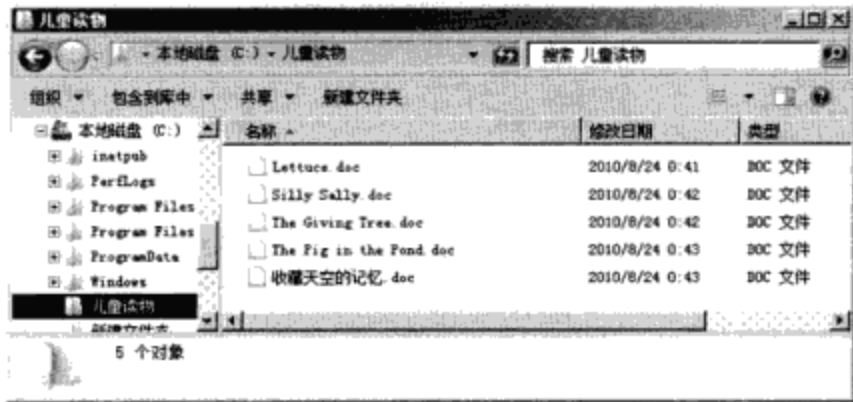 儿童读物
本地磁盘 (C:) 儿童读物 搜索 儿童读物
组织 包含到库中 共享 新建文件夹
本地磁盘 (C:)
inetpub
PerfLogs
Program Files
Program Files
ProgramData
Windows
儿童读物
新建文件夹
名称 修改日期 类型
Lettuce.doc 2010/8/24 0:41 DOC 文件
Silly Sally.doc 2010/8/24 0:42 DOC 文件
The Giving Tree.doc 2010/8/24 0:42 DOC 文件
The Pig in the Pond.doc 2010/8/24 0:43 DOC 文件
收藏天空的记忆.doc 2010/8/24 0:43 DOC 文件
5 个对象